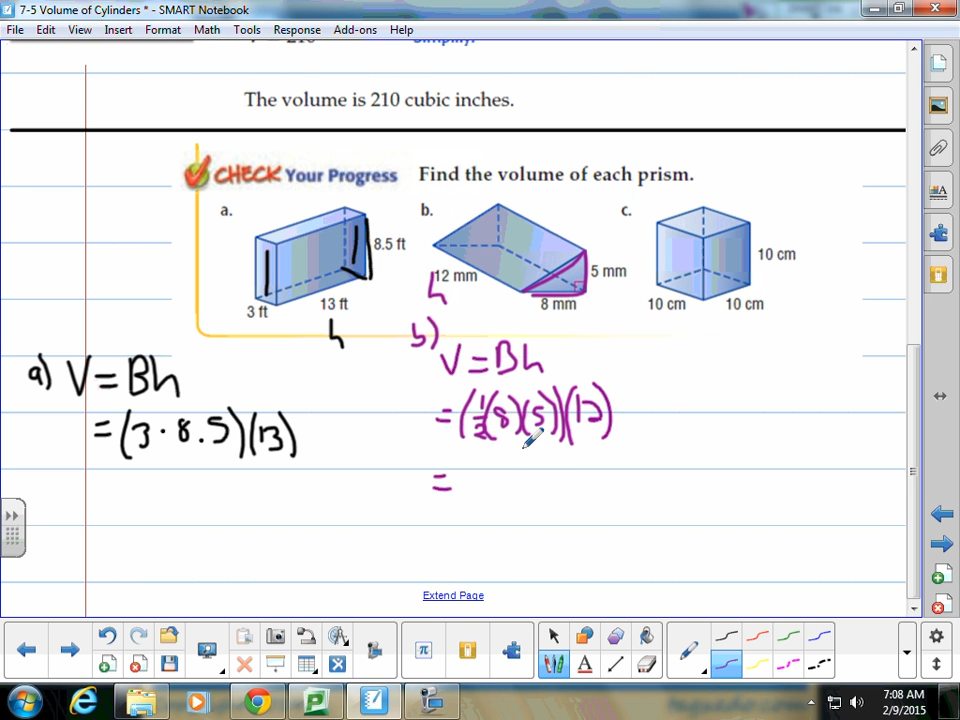 7-5 Volume of Cylinders * - SMART Notebook
File Edit View Insert Format Math Tools Response Add-ons Help
The volume is 210 cubic inches.
CHECK Your Progress Find the volume of each prism.
a. b. c.
8.5 ft
3 ft
13 ft
h
12 mm
5 mm
8 mm
h
10 cm
10 cm
10 cm
a) V = Bh
= (3 · 8.5)(13)
b)
V = Bh
= (1/2(8)(5))(12)
=
Extend Page
π
A
7:08 AM
2/9/2015